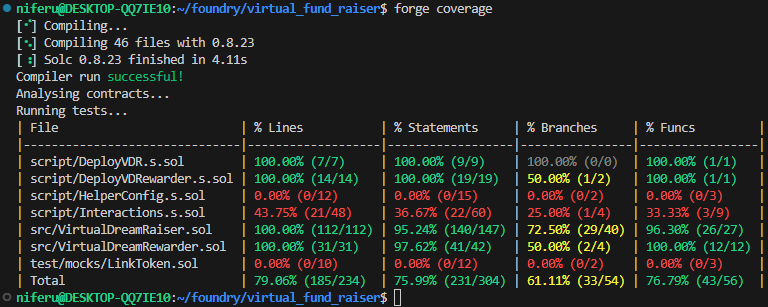 niferu@DESKTOP-QQ7IE10:~/foundry/virtual_fund_raiser$ forge coverage
[⠊] Compiling...
[⠢] Compiling 46 files with 0.8.23
[⠰] Solc 0.8.23 finished in 4.11s
Compiler run successful!
Analysing contracts...
Running tests...
| File                        | % Lines          | % Statements     | % Branches     | % Funcs        |
|-----------------------------|------------------|------------------|----------------|----------------|
| script/DeployVDR.s.sol      | 100.00% (7/7)    | 100.00% (9/9)    | 100.00% (0/0)  | 100.00% (1/1)  |
| script/DeployVDRewarder.s.sol | 100.00% (14/14)  | 100.00% (19/19)  | 50.00% (1/2)   | 100.00% (1/1)  |
| script/HelperConfig.s.sol   | 0.00% (0/12)     | 0.00% (0/15)     | 0.00% (0/2)    | 0.00% (0/3)    |
| script/Interactions.s.sol   | 43.75% (21/48)   | 36.67% (22/60)   | 25.00% (1/4)   | 33.33% (3/9)   |
| src/VirtualDreamRaiser.sol  | 100.00% (112/112) | 95.24% (140/147) | 72.50% (29/40) | 96.30% (26/27) |
| src/VirtualDreamRewarder.sol | 100.00% (31/31)  | 97.62% (41/42)   | 50.00% (2/4)   | 100.00% (12/12) |
| test/mocks/LinkToken.sol    | 0.00% (0/10)     | 0.00% (0/12)     | 0.00% (0/2)    | 0.00% (0/3)    |
| Total                       | 79.06% (185/234) | 75.99% (231/304) | 61.11% (33/54) | 76.79% (43/56) |
niferu@DESKTOP-QQ7IE10:~/foundry/virtual_fund_raiser$